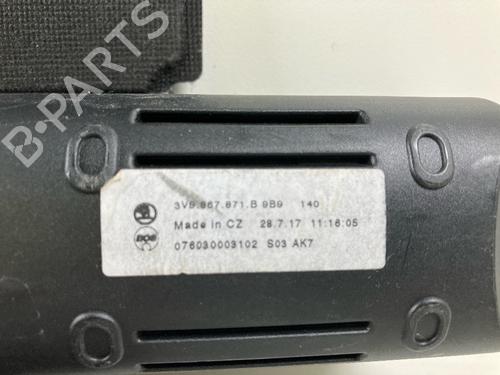 B-PARTS
3V9.867.871.B 9B9 140
Made in CZ 28.7.17 11:16:05
076030003102 S03 AK7